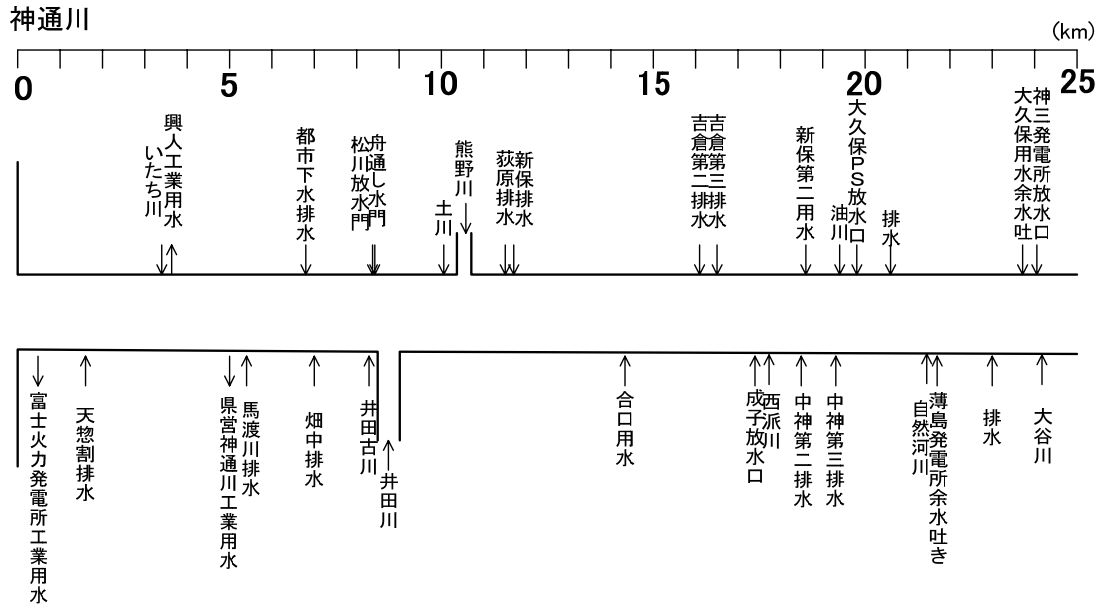 神通川
(km)
0
5
10
15
20
25
いたち川
興人工業用水
都市下水排水
松川放水門
舟通し水門
土川
熊野川
荻原排水
新保排水
吉倉第二排水
吉倉第三排水
新保第二用水
油川
大久保PS放水口
排水
大久保用水余水吐
神三発電所放水口
富士火力発電所工業用水
天惣割排水
県営神通川工業用水
馬渡川排水
畑中排水
井田古川
井田川
合口用水
成子放水口
西派川
中神第二排水
中神第三排水
自然河川
薄島発電所余水吐き
排水
大谷川